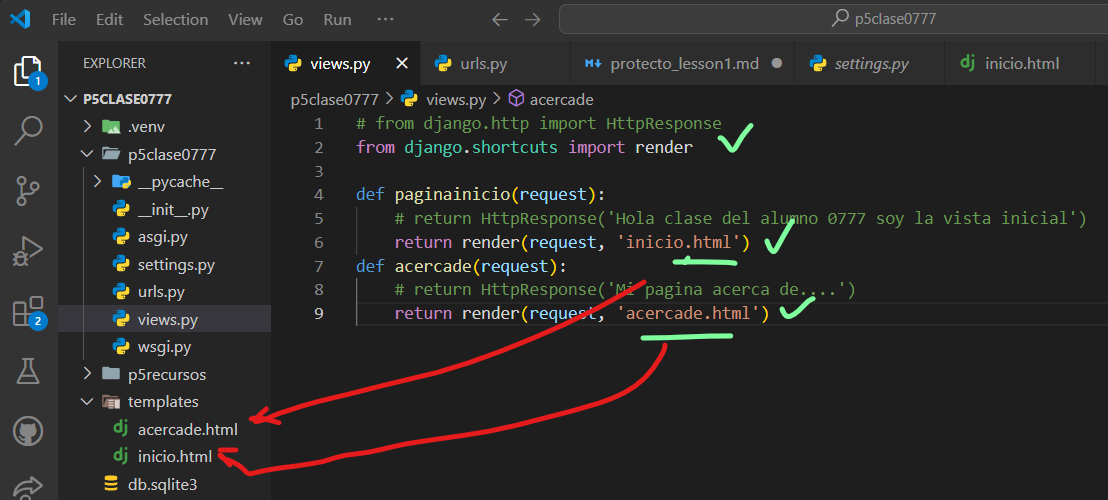 File Edit Selection View Go Run ··· p5clase0777
EXPLORER ···
P5CLASE0777
.venv
p5clase0777
__pycache__
__init__.py
asgi.py
settings.py
urls.py
views.py
wsgi.py
p5recursos
templates
acercade.html
inicio.html
db.sqlite3
1
2
views.py urls.py protecto_lesson1.md settings.py inicio.html
p5clase0777 > views.py > acercade
1 # from django.http import HttpResponse
2 from django.shortcuts import render
3
4 def paginainicio(request):
5 # return HttpResponse('Hola clase del alumno 0777 soy la vista inicial')
6 return render(request, 'inicio.html')
7 def acercade(request):
8 # return HttpResponse('Mi pagina acerca de....')
9 return render(request, 'acercade.html')